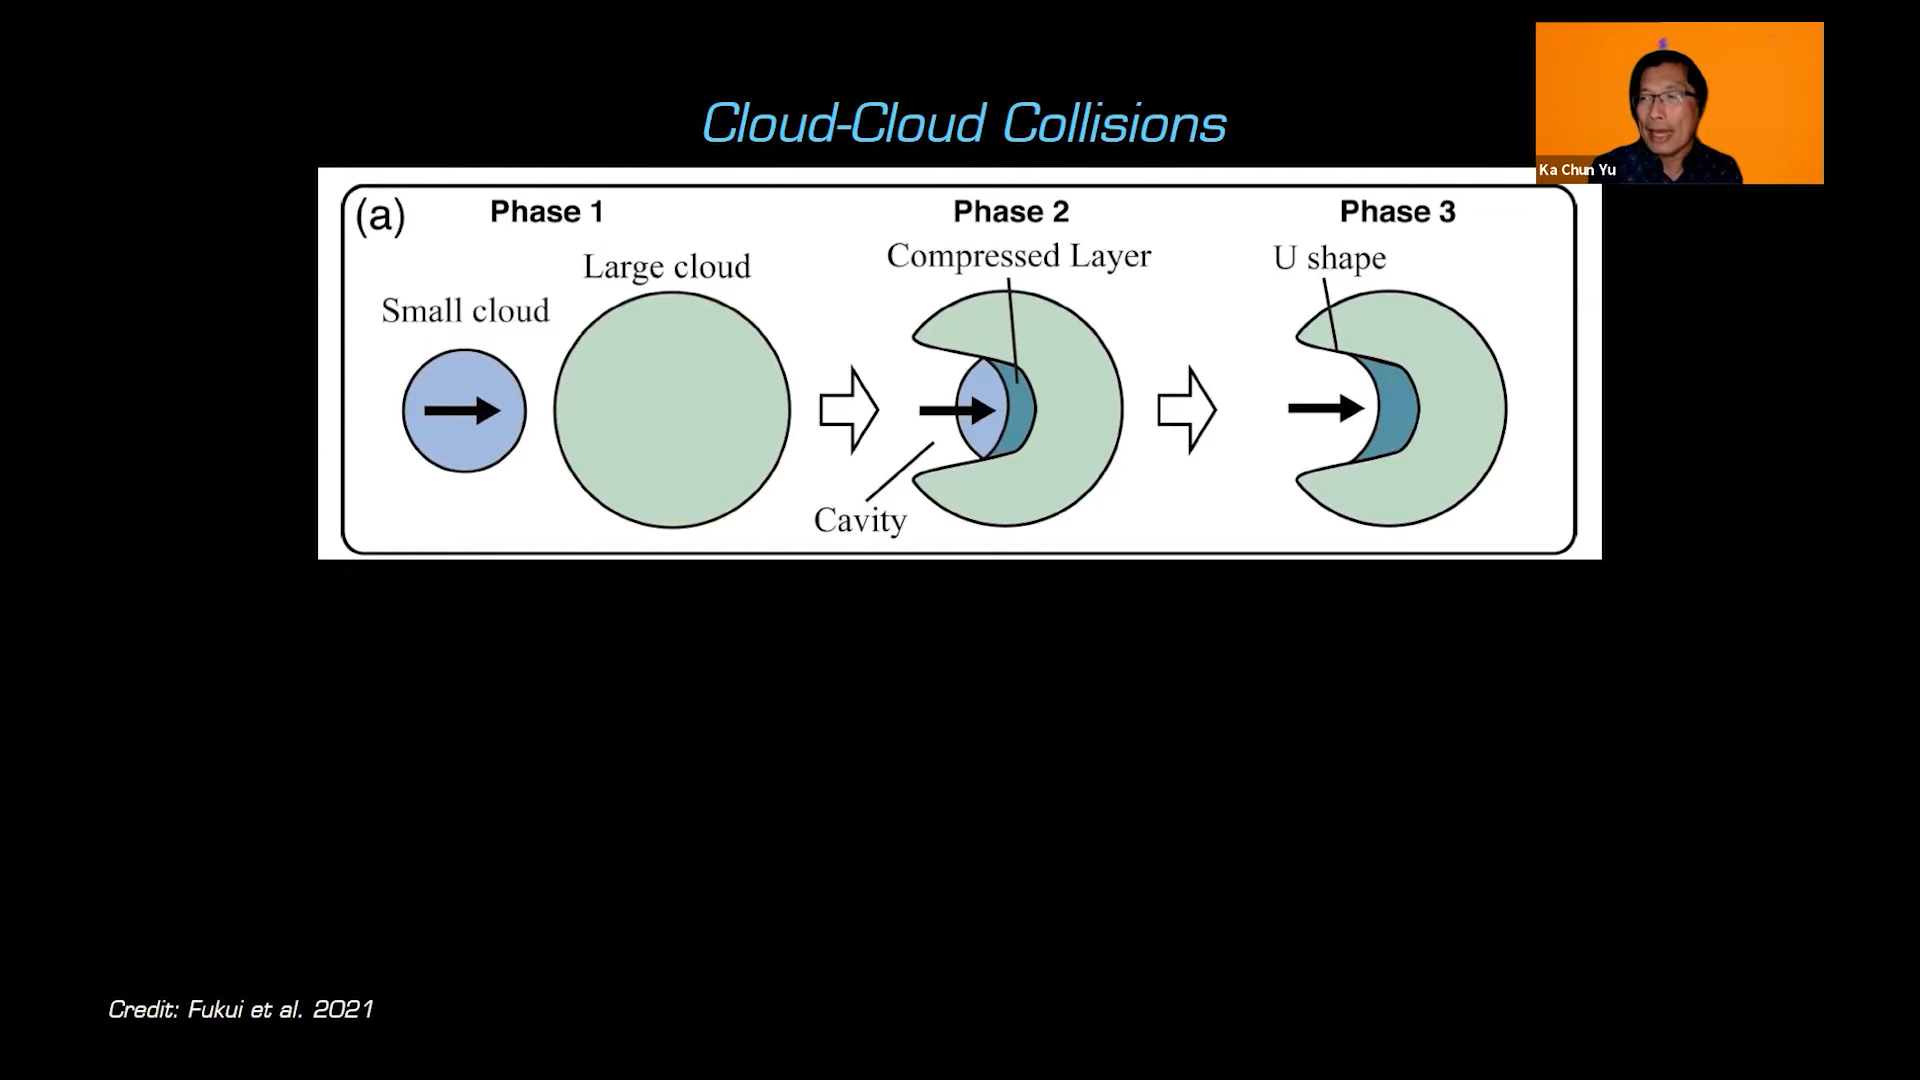 Cloud-Cloud Collisions
Ka Chun Yu
(a)
Phase 1
Phase 2
Phase 3
Small cloud
Large cloud
Compressed Layer
U shape
Cavity
Credit: Fukui et al. 2021